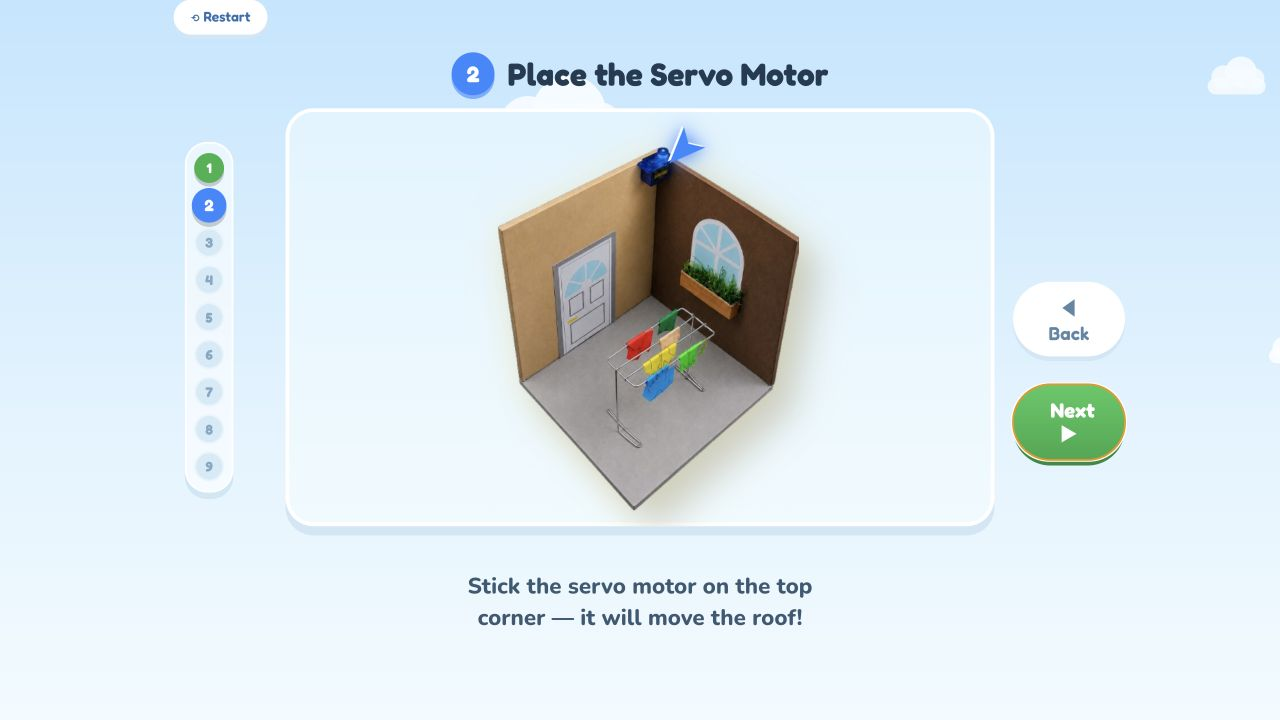 ⟲ Restart
2 Place the Servo Motor
1
2
3
4
5
6
7
8
9
Back
Next
Stick the servo motor on the top
corner — it will move the roof!